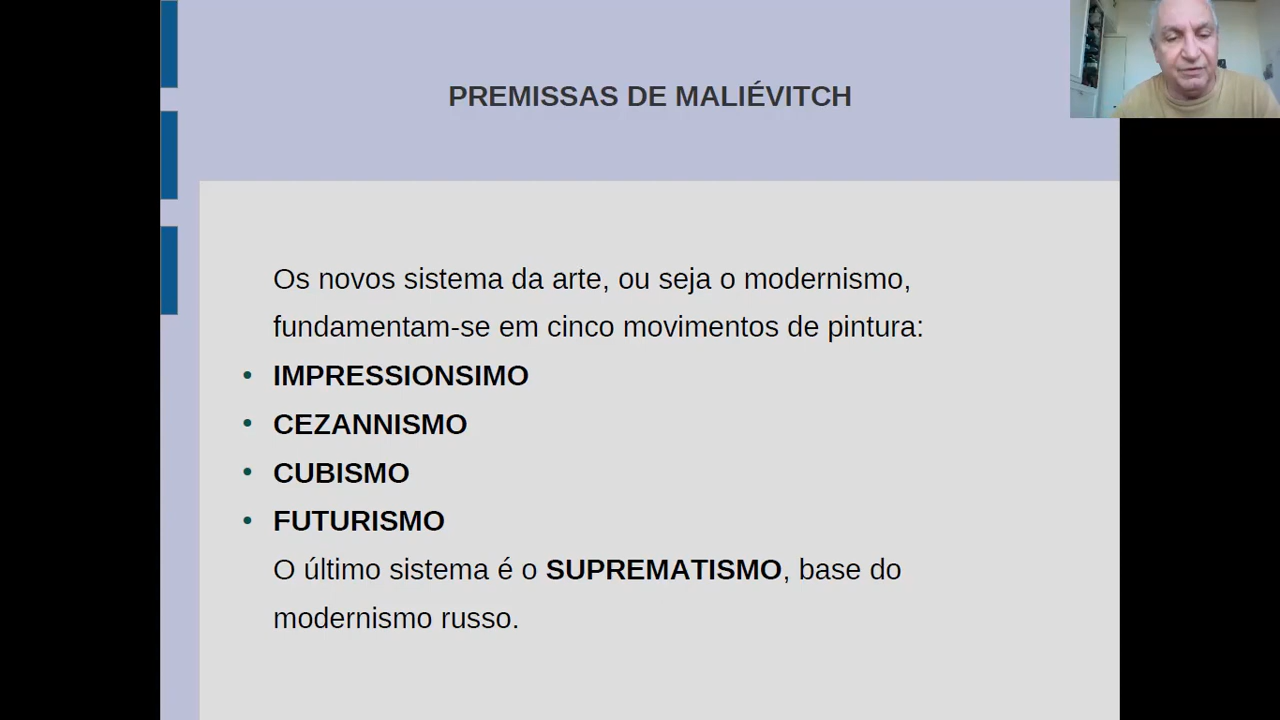 PREMISSAS DE MALIÉVITCH
Os novos sistema da arte, ou seja o modernismo,
fundamentam-se em cinco movimentos de pintura:
• IMPRESSIONSIMO
• CEZANNISMO
• CUBISMO
• FUTURISMO
O último sistema é o SUPREMATISMO, base do
modernismo russo.